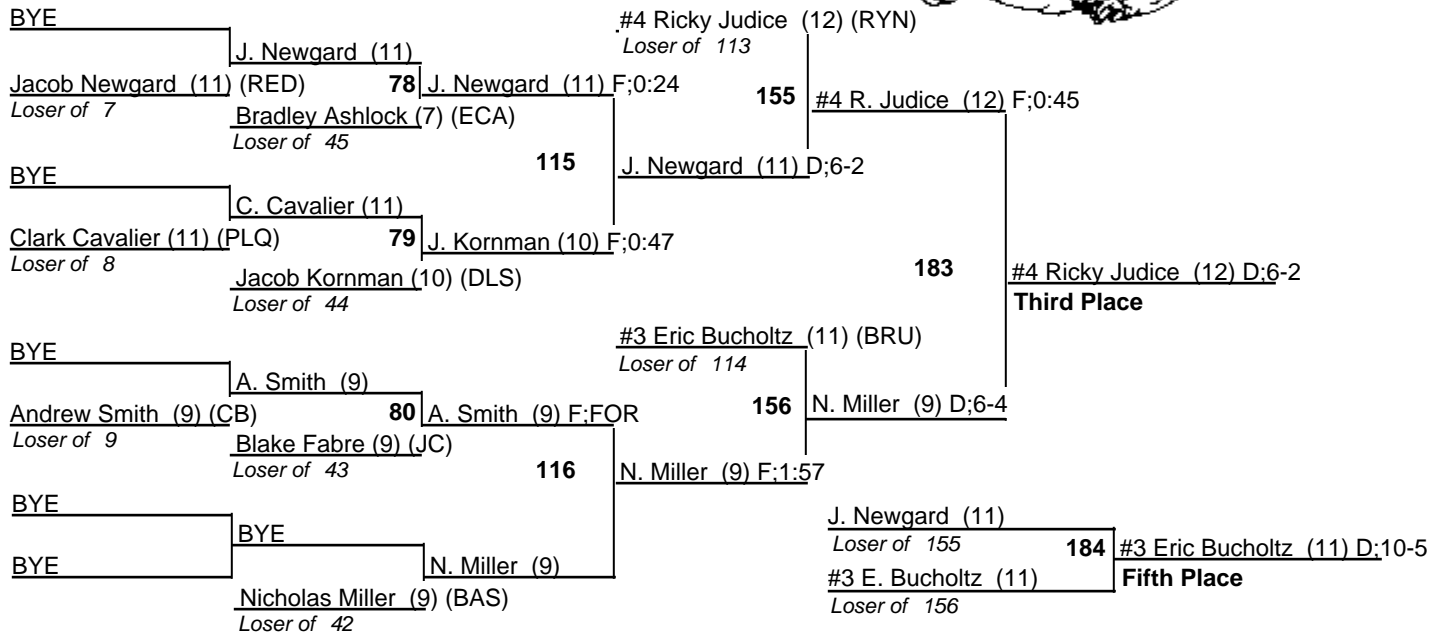 BYE
#4 Ricky Judice (12) (RYN)
Loser of 113
J. Newgard (11)
Jacob Newgard (11) (RED)
Loser of 7
78
J. Newgard (11) F;0:24
155
#4 R. Judice (12) F;0:45
Bradley Ashlock (7) (ECA)
Loser of 45
115
J. Newgard (11) D;6-2
BYE
C. Cavalier (11)
Clark Cavalier (11) (PLQ)
Loser of 8
79
J. Kornman (10) F;0:47
Jacob Kornman (10) (DLS)
Loser of 44
183
#4 Ricky Judice (12) D;6-2
Third Place
#3 Eric Bucholtz (11) (BRU)
Loser of 114
BYE
A. Smith (9)
Andrew Smith (9) (CB)
Loser of 9
80
A. Smith (9) F;FOR
156
N. Miller (9) D;6-4
Blake Fabre (9) (JC)
Loser of 43
116
N. Miller (9) F;1:57
BYE
BYE
BYE
N. Miller (9)
Nicholas Miller (9) (BAS)
Loser of 42
J. Newgard (11)
Loser of 155
184
#3 Eric Bucholtz (11) D;10-5
Fifth Place
#3 E. Bucholtz (11)
Loser of 156